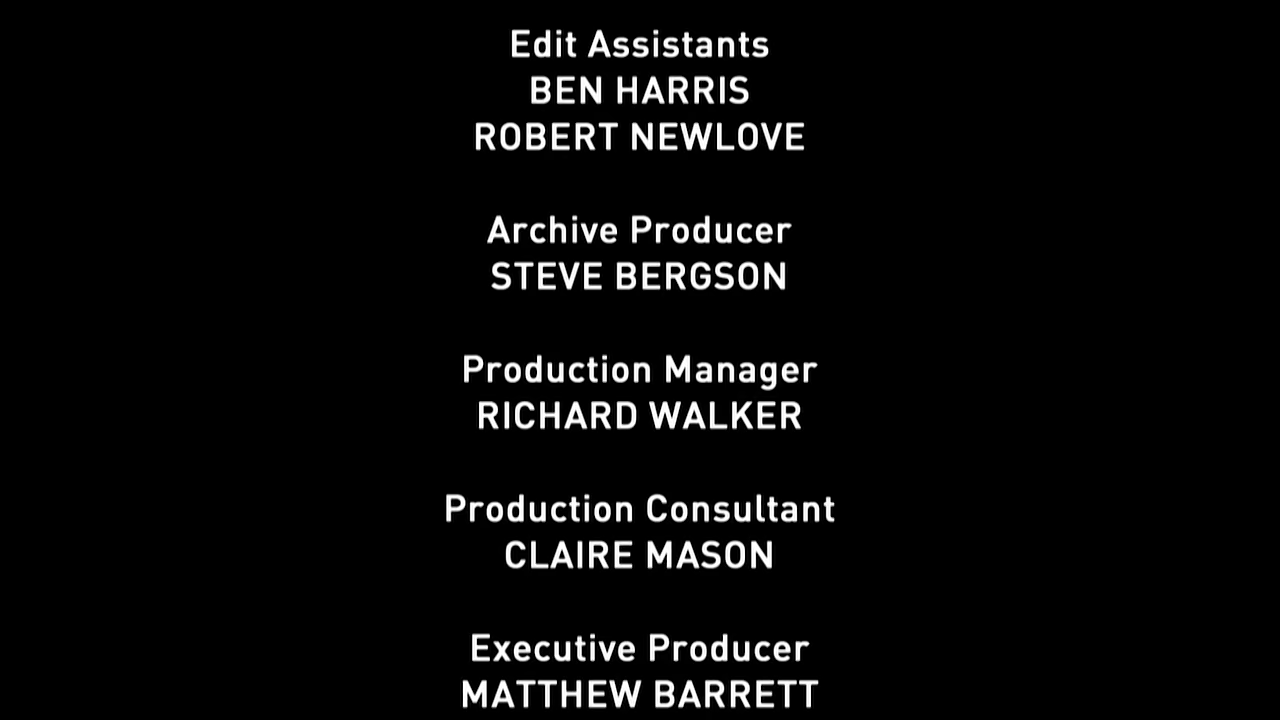 Edit Assistants
BEN HARRIS
ROBERT NEWLOVE
Archive Producer
STEVE BERGSON
Production Manager
RICHARD WALKER
Production Consultant
CLAIRE MASON
Executive Producer
MATTHEW BARRETT